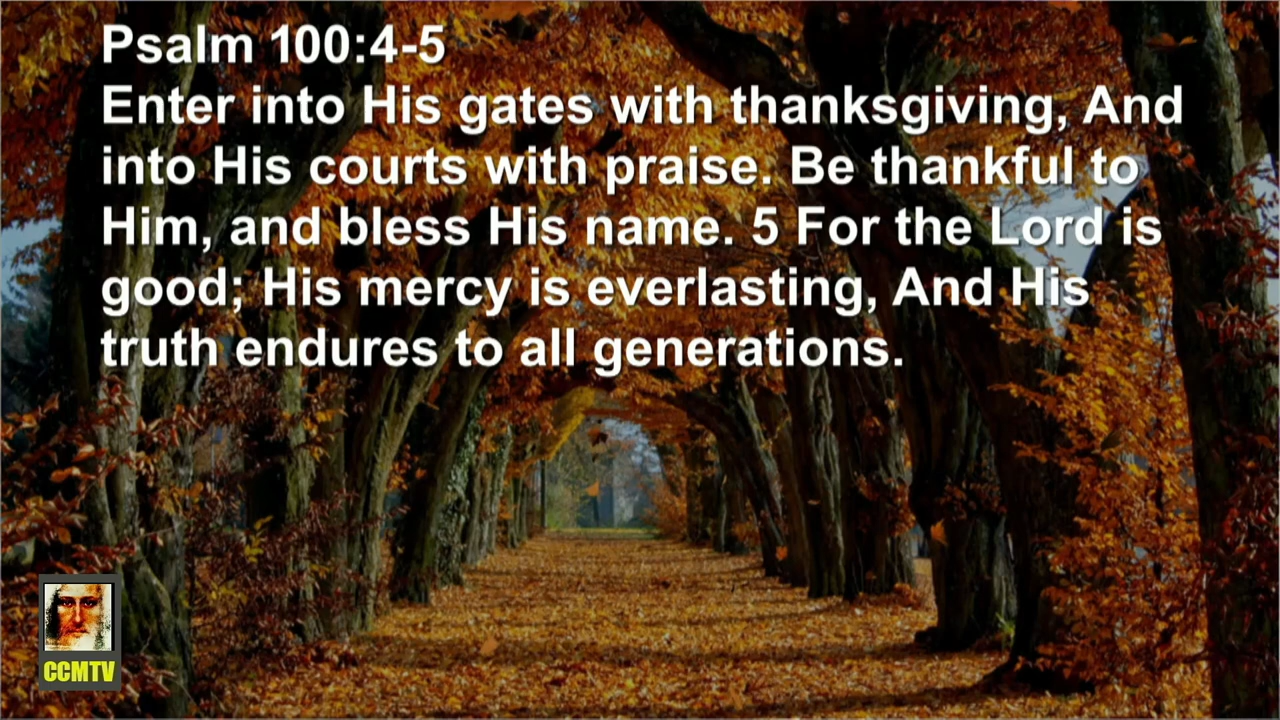 Psalm 100:4-5
Enter into His gates with thanksgiving, And
into His courts with praise. Be thankful to
Him, and bless His name. 5 For the Lord is
good; His mercy is everlasting, And His
truth endures to all generations.
CCMTV